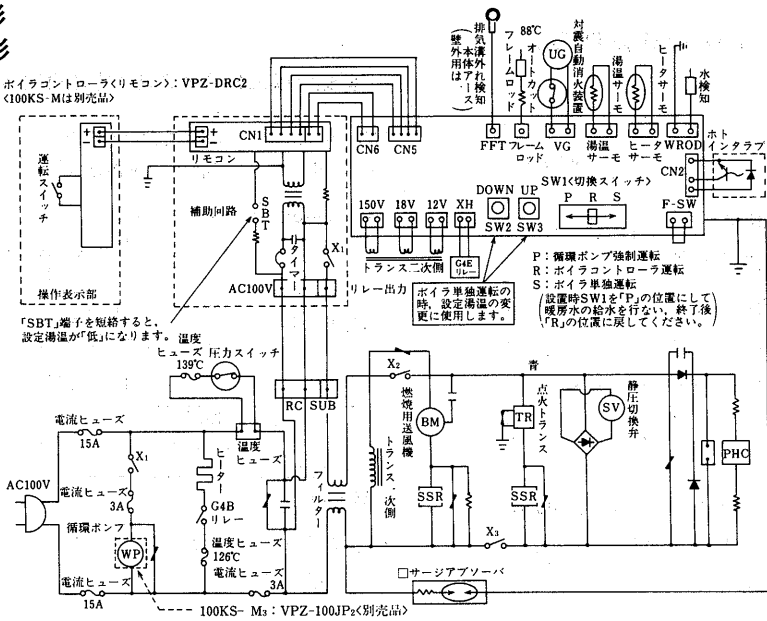 ボイラコントローラ〈リモコン〉:VPZ-DRC2
〈100KS-Mは別売品〉
運転スイッチ
+
−
操作表示部
「SBT」端子を短絡すると、
設定湯温が「低」になります。
+
−
CN1
リモコン
補助回路
SBT
タイマー
X₁
AC100V
リレー出力
CN6
CN5
排気溝外れ検知
本体アース
(壁外用は)
88℃
オートカット
フレームロッド
UG
対震自動消火装置
湯温サーモ
ヒータサーモ
水検知
FFT
フレームロッド
VG
湯温サーモ
ヒータサーモ
WROD
ホトインタラプ
CN2
F-SW
SW1〈切換スイッチ〉
P R S
DOWN UP
SW2 SW3
150V
18V
12V
XH
トランス二次側
G4Eリレー
ボイラ単独運転の
時、設定湯温の変
更に使用します。
P:循環ポンプ強制運転
R:ボイラコントローラ運転
S:ボイラ単独運転
(設置時SW1を「P」の位置にして
暖房水の給水を行ない、終了後
「R」の位置に戻してください。)
温度
ヒューズ
139℃
圧力スイッチ
RC
SUB
電流ヒューズ
15A
温度
ヒューズ
AC100V
X₁
電流ヒューズ
3A
循環ポンプ
WP
電流ヒューズ
15A
ヒーター
G4B
リレー
温度ヒューズ
126℃
電流ヒューズ
3A
フィルター
トランス一次側
X₂
燃焼用送風機
BM
SSR
青
点火トランス
TR
SSR
X₃
静圧切換弁
SV
PHC
□サージアブソーバ
100KS-M₃:VPZ-100JP₂〈別売品〉